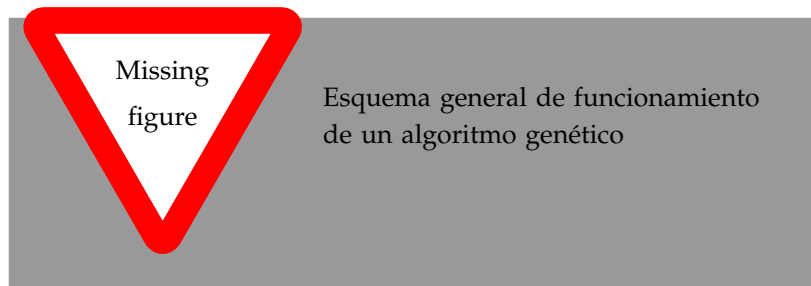 Missing
figure
Esquema general de funcionamiento
de un algoritmo genético